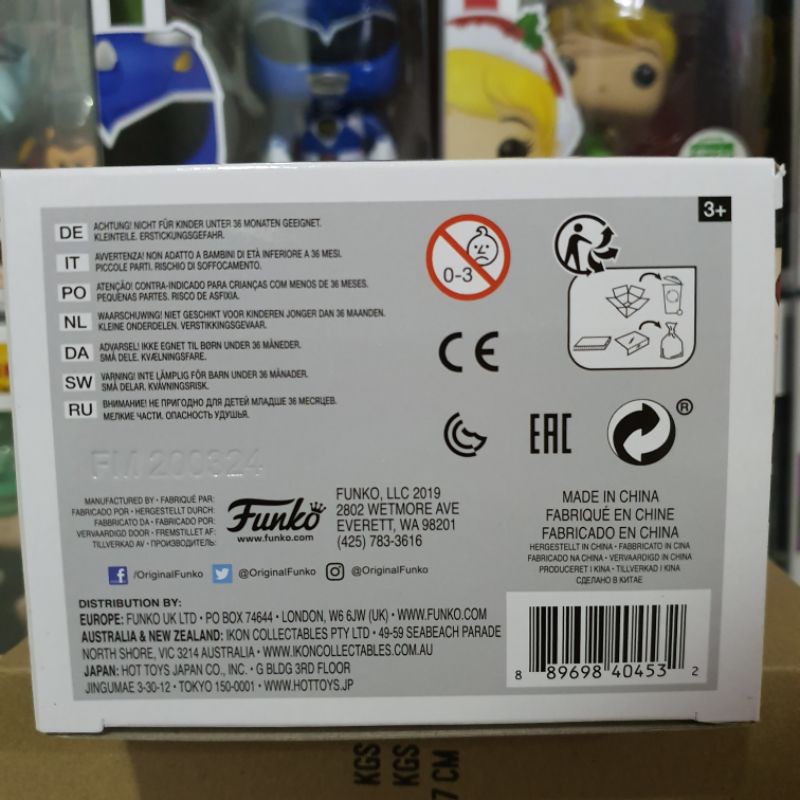 3+
DE ACHTUNG! NICHT FÜR KINDER UNTER 36 MONATEN GEEIGNET.
KLEINTEILE. ERSTICKUNGSGEFAHR.
IT AVVERTENZA! NON ADATTO A BAMBINI DI ETÀ INFERIORE A 36 MESI.
PICCOLE PARTI. RISCHIO DI SOFFOCAMENTO.
PO ATENÇÃO! CONTRA-INDICADO PARA CRIANÇAS COM MENOS DE 36 MESES.
PEQUENAS PARTES. RISCO DE ASFIXIA.
NL WAARSCHUWING! NIET GESCHIKT VOOR KINDEREN JONGER DAN 36 MAANDEN.
KLEINE ONDERDELEN. VERSTIKKINGSGEVAAR.
DA ADVARSEL! IKKE EGNET TIL BØRN UNDER 36 MÅNEDER.
SMÅ DELE. KVÆLNINGSFARE.
SW VARNING! INTE LÄMPLIG FÖR BARN UNDER 36 MÅNADER.
SMÅ DELAR. KVÄVNINGSRISK.
RU ВНИМАНИЕ! НЕ ПРИГОДНО ДЛЯ ДЕТЕЙ МЛАДШЕ 36 МЕСЯЦЕВ.
МЕЛКИЕ ЧАСТИ. ОПАСНОСТЬ УДУШЬЯ.
0-3
CE
EAC
®
FM 200324
MANUFACTURED BY • FABRIQUÉ PAR:
FABRICADO POR • HERGESTELLT DURCH:
FABBRICATO DA • FABRICADO POR:
VERVAARDIGD DOOR • FREMSTILLET AF:
TILLVERKAD AV • ПРОИЗВОДИТЕЛЬ:
Funko
www.funko.com
FUNKO, LLC 2019
2802 WETMORE AVE
EVERETT, WA 98201
(425) 783-3616
MADE IN CHINA
FABRIQUÉ EN CHINE
FABRICADO EN CHINA
HERGESTELLT IN CHINA • FABBRICATO IN CINA
FABRICADO NA CHINA • VERVAARDIGD IN CHINA
PRODUCERET I KINA • TILLVERKAD I KINA
СДЕЛАНО В КИТАЕ
/OriginalFunko @OriginalFunko @OriginalFunko
DISTRIBUTION BY:
EUROPE: FUNKO UK LTD • PO BOX 74644 • LONDON, W6 6JW (UK) • WWW.FUNKO.COM
AUSTRALIA & NEW ZEALAND: IKON COLLECTABLES PTY LTD • 49-59 SEABEACH PARADE
NORTH SHORE, VIC 3214 AUSTRALIA • WWW.IKONCOLLECTABLES.COM.AU
JAPAN: HOT TOYS JAPAN CO., INC. • G BLDG 3RD FLOOR
JINGUMAE 3-30-12 • TOKYO 150-0001 • WWW.HOTTOYS.JP
8 89698 40453 2
KGS
KGS
7 CM